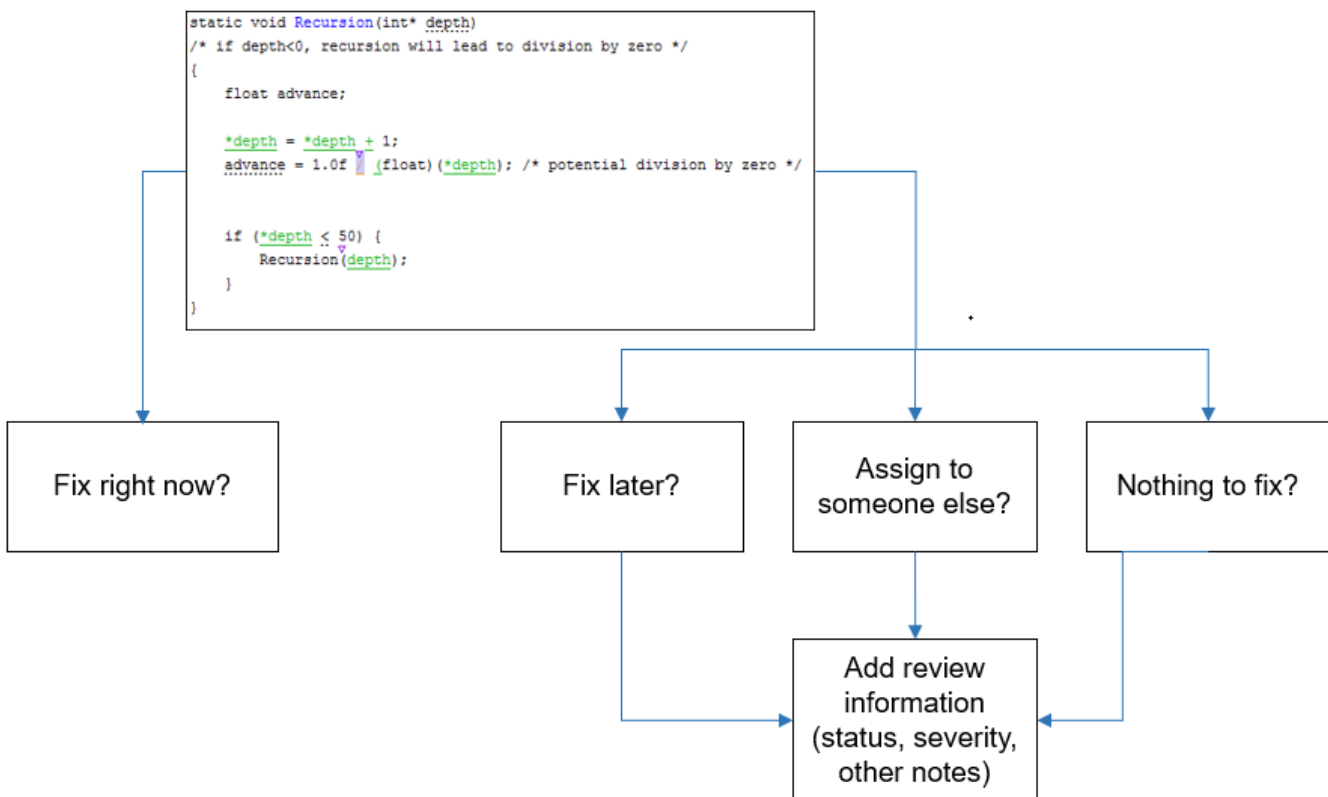 static void Recursion(int* depth)
/* if depth<0, recursion will lead to division by zero */
{
float advance;
*depth = *depth + 1;
advance = 1.0f / (float)(*depth); /* potential division by zero */
if (*depth < 50) {
Recursion(depth);
}
}
Fix right now?
Fix later?
Assign to
someone else?
Nothing to fix?
Add review
information
(status, severity,
other notes)